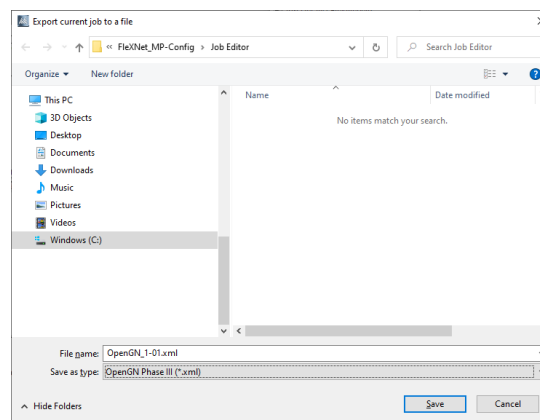 Export current job to a file
« FleXNet_MP-Config › Job Editor
Search Job Editor
Organize
New folder
This PC
3D Objects
Desktop
Documents
Downloads
Music
Pictures
Videos
Windows (C:)
Name
Date modified
No items match your search.
File name: OpenGN_1-01.xml
Save as type: OpenGN Phase III (*.xml)
Hide Folders
Save
Cancel